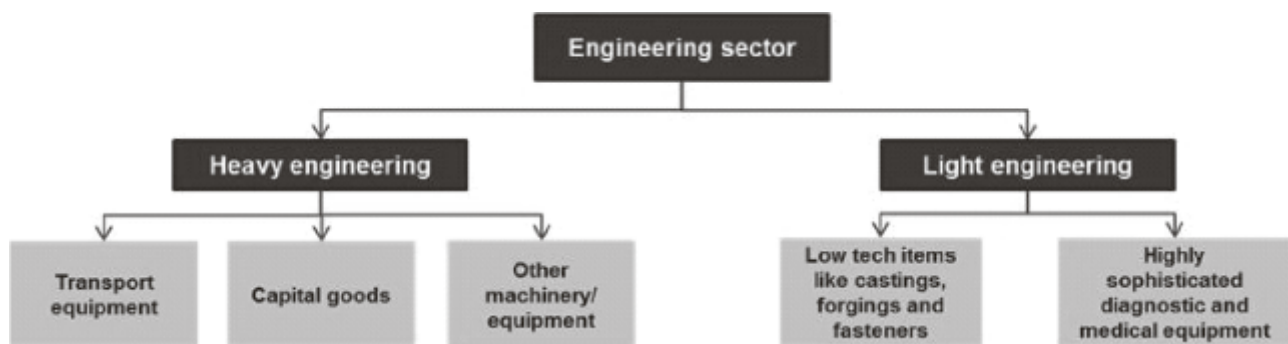 Engineering sector
Heavy engineering
Light engineering
Transport
equipment
Capital goods
Other
machinery/
equipment
Low tech items
like castings,
forgings and
fasteners
Highly
sophisticated
diagnostic and
medical equipment